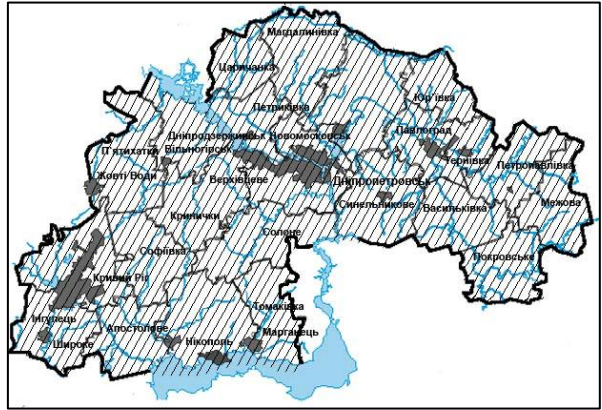 Магдалинівка
Царичанка
Юр'ївка
Петриківка
Дніпродзержинськ Новомосковськ
Павлоград
П'ятихатки Вільногірськ
Тернівка Петропавлівка
Жовті Води Верхівцеве Дніпропетровськ
Синельникове Васильківка Межова
Кринички
Солоне
Софіївка
Покровське
Кривий Ріг
Томаківка
Інгулець Апостолове
Марганець
Широке Нікополь